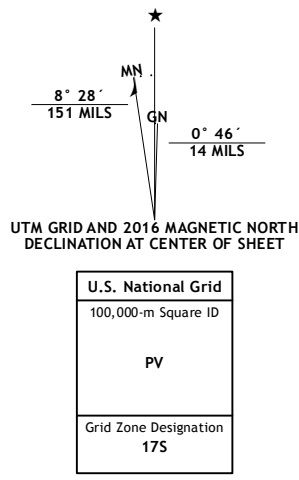 MN
8° 28´
151 MILS
GN
0° 46´
14 MILS
UTM GRID AND 2016 MAGNETIC NORTH
DECLINATION AT CENTER OF SHEET
U.S. National Grid
100,000-m Square ID
PV
Grid Zone Designation
17S